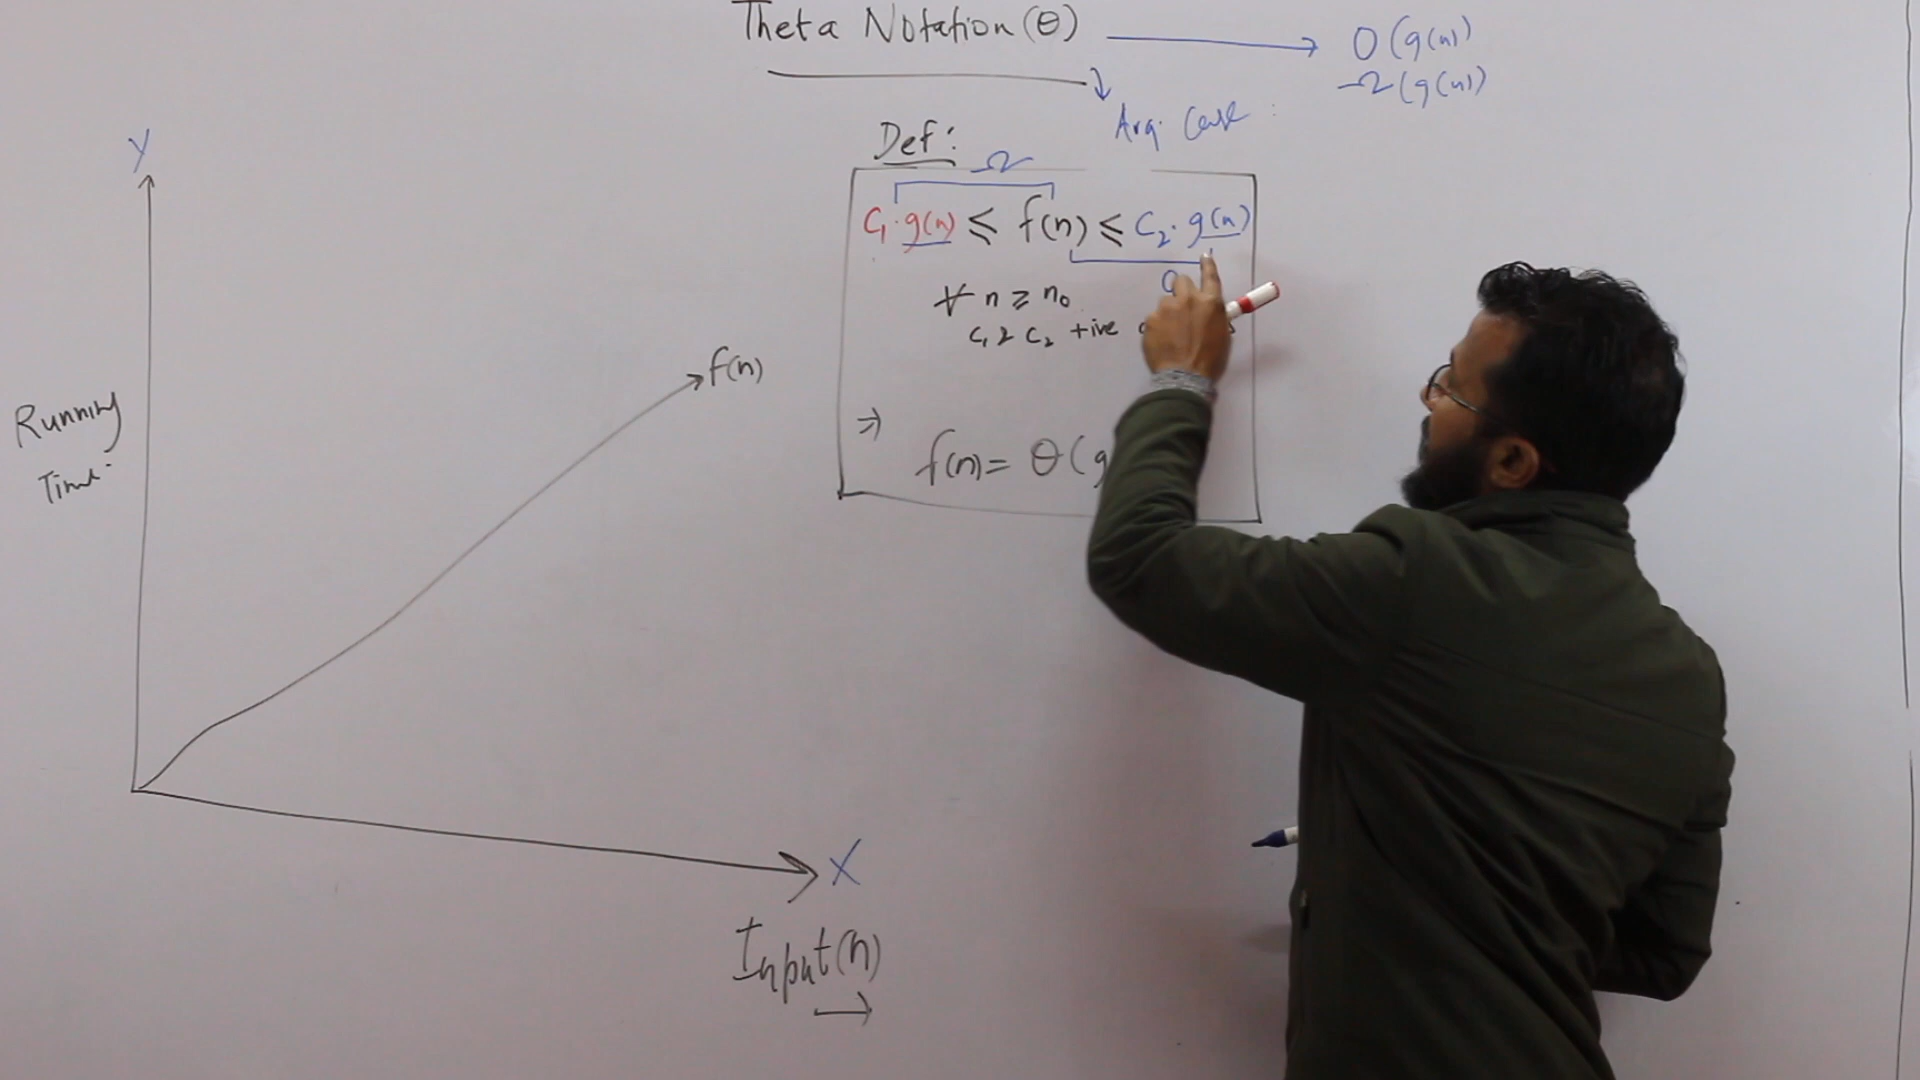 Theta Notation (θ)
O(g(n))
Ω(g(n))
Avg. Case :
Def:
Ω
C₁·g(n) ≤ f(n) ≤ C₂·g(n)
∀ n ≥ n₀
C₁ & C₂ +ive
⇒
f(n) = θ(g
Y
Running
Time
f(n)
X
Input(n)